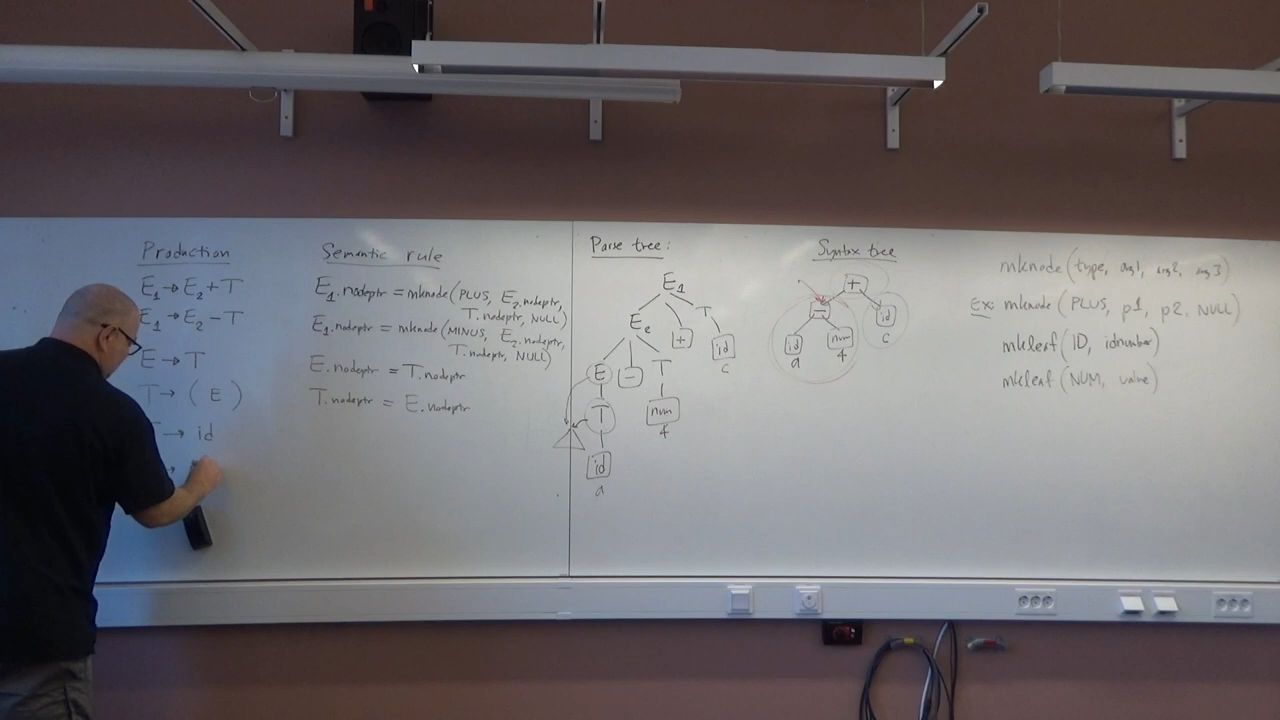 Production
E1 → E2 + T
E1 → E2 - T
E → T
T → ( E )
→ id
→
Semantic rule
E1.nodeptr = mknode(PLUS, E2.nodeptr,
T.nodeptr, NULL)
E1.nodeptr = mknode(MINUS, E2.nodeptr,
T.nodeptr, NULL)
E.nodeptr = T.nodeptr
T.nodeptr = E.nodeptr
Parse tree:
E1
E2 + T
E - T id
c
T num
4
id
a
Syntax tree
+
- id
c
id num
a 4
mknode(type, arg1, arg2, arg3)
Ex: mknode(PLUS, p1, p2, NULL)
mkleaf(ID, idnumber)
mkleaf(NUM, value)